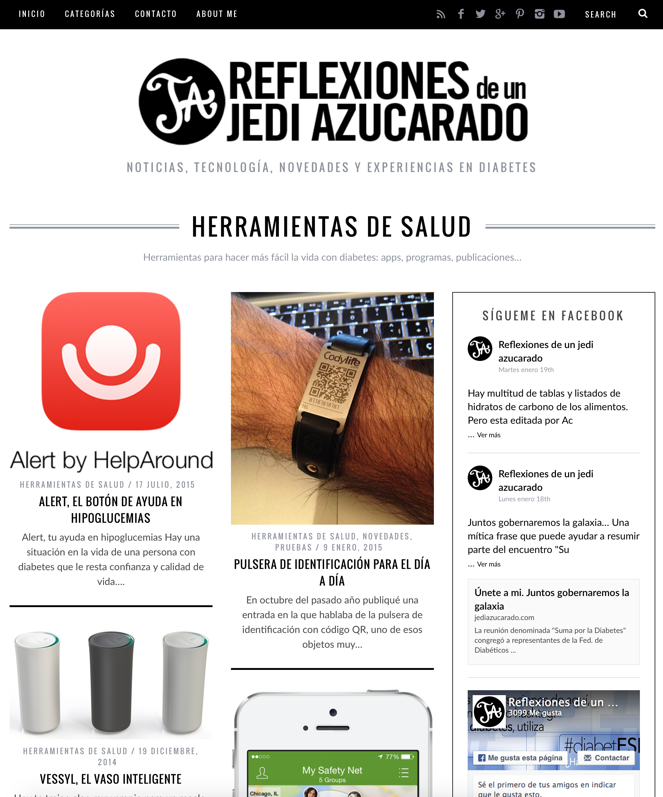 INICIO CATEGORÍAS CONTACTO ABOUT ME SEARCH
JA REFLEXIONES de un
JEDI AZUCARADO
NOTICIAS, TECNOLOGÍA, NOVEDADES Y EXPERIENCIAS EN DIABETES
HERRAMIENTAS DE SALUD
Herramientas para hacer más fácil la vida con diabetes: apps, programas, publicaciones...
Alert by HelpAround
HERRAMIENTAS DE SALUD / 17 JULIO, 2015
ALERT, EL BOTÓN DE AYUDA EN
HIPOGLUCEMIAS
Alert, tu ayuda en hipoglucemias Hay una
situación en la vida de una persona con
diabetes que le resta confianza y calidad de
vida....
HERRAMIENTAS DE SALUD / 19 DICIEMBRE,
2014
VESSYL, EL VASO INTELIGENTE
Codylife
HERRAMIENTAS DE SALUD, NOVEDADES,
PRUEBAS / 9 ENERO, 2015
PULSERA DE IDENTIFICACIÓN PARA EL DÍA
A DÍA
En octubre del pasado año publiqué una
entrada en la que hablaba de la pulsera de
identificación con código QR, uno de esos
objetos muy...
77%
My Safety Net
5 Groups
Chicago, IL
SÍGUEME EN FACEBOOK
JA Reflexiones de un jedi
azucarado
Martes enero 19th
Hay multitud de tablas y listados de
hidratos de carbono de los alimentos.
Pero esta editada por Ac
... Ver más
JA Reflexiones de un jedi
azucarado
Lunes enero 18th
Juntos gobernaremos la galaxia... Una
mítica frase que puede ayudar a resumir
parte del encuentro "Su
... Ver más
Únete a mi. Juntos gobernaremos la
galaxia
jediazucarado.com
La reunión denominada "Suma por la Diabetes"
congregó a representantes de la Fed. de
Diabéticos ...
JA Reflexiones de un ...
3099 Me gusta
diabetes, utiliza
#diabetESP
Me gusta esta página Contactar
Sé el primero de tus amigos en indicar
que le gusta esto.